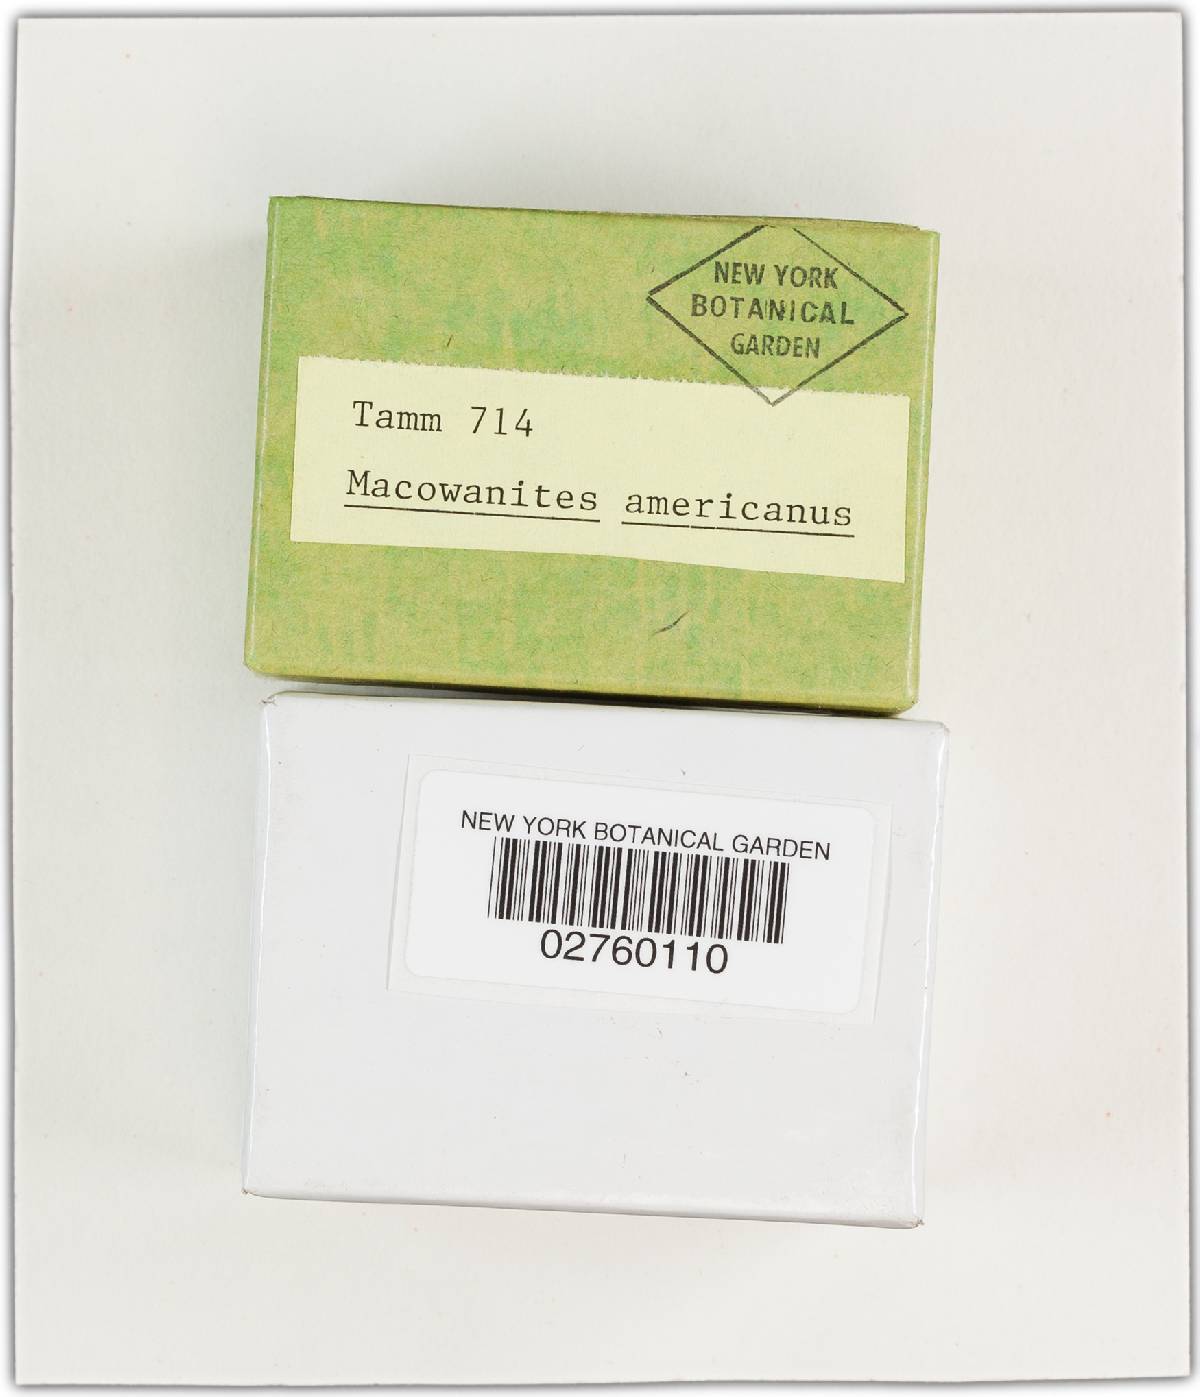 NEW YORK
BOTANICAL
GARDEN
Tamm 714
Macowanites americanus
NEW YORK BOTANICAL GARDEN
02760110